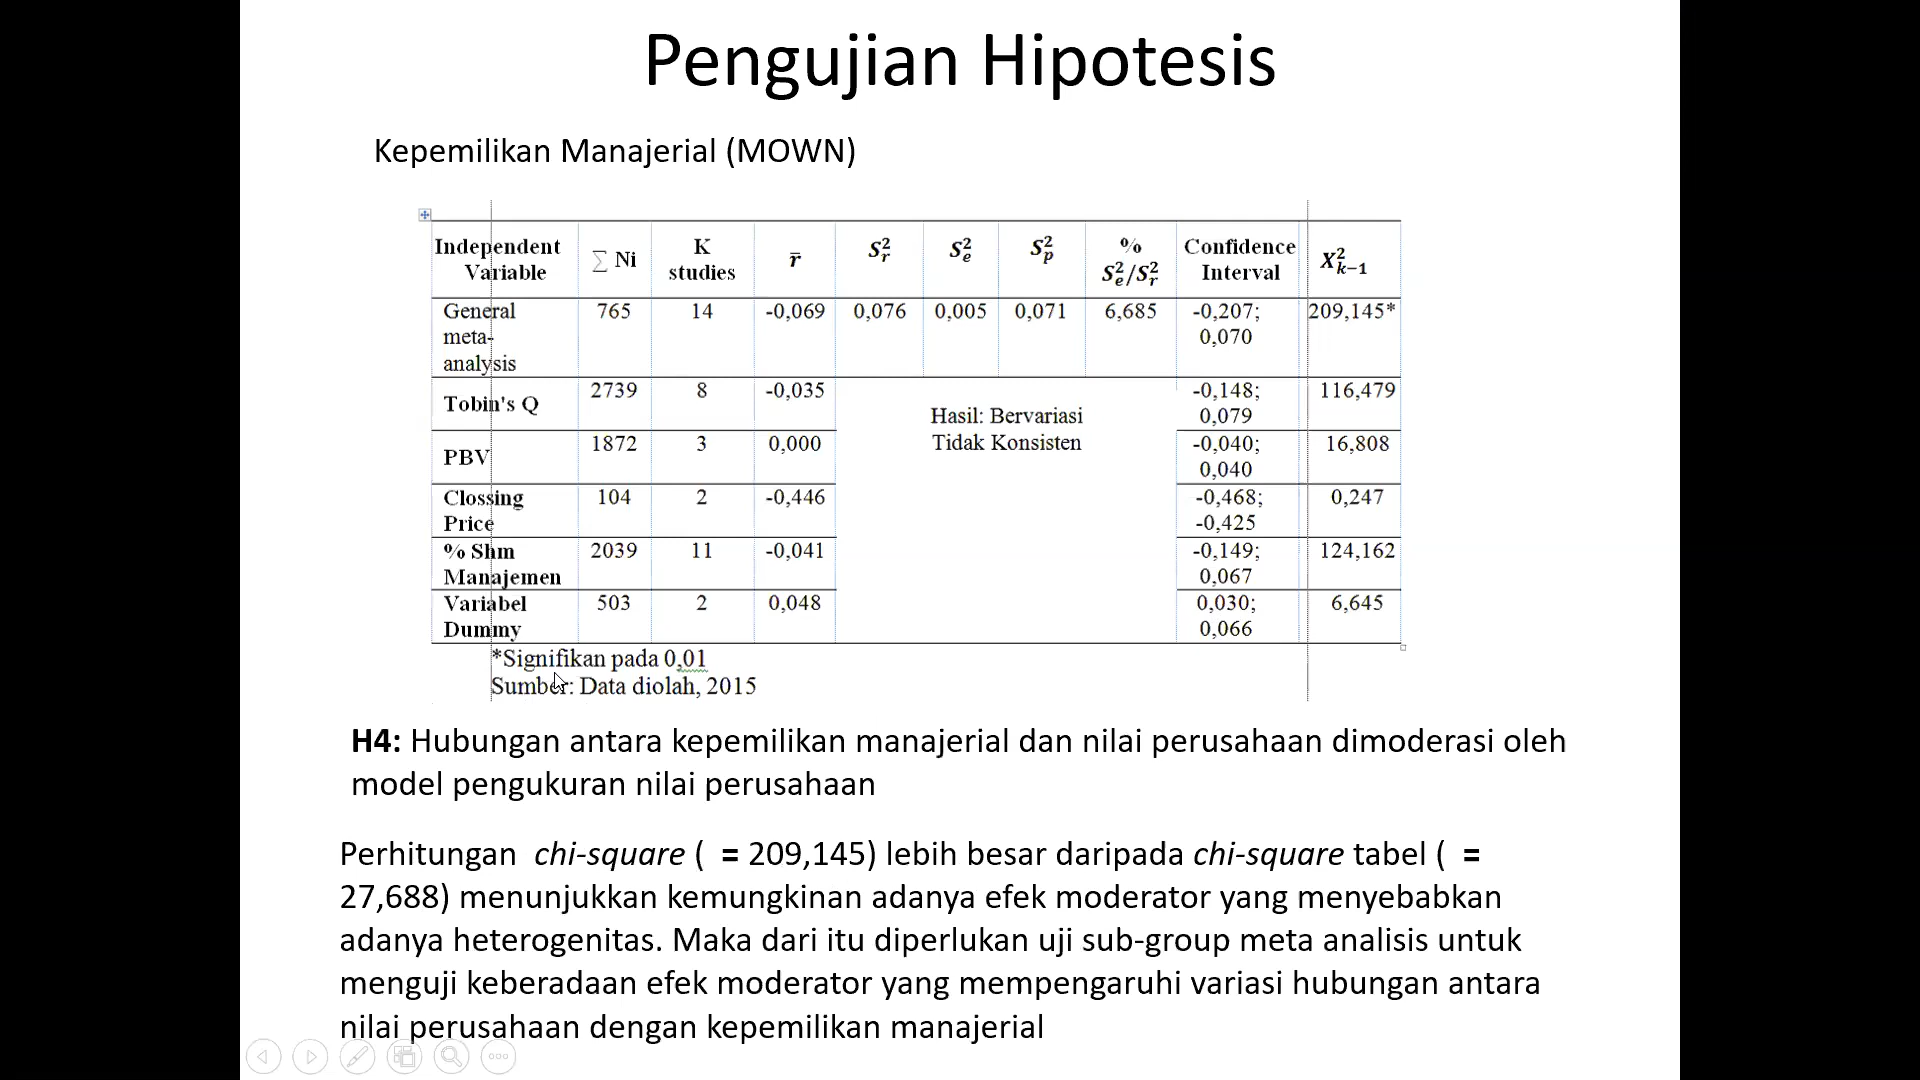 Pengujian Hipotesis
Kepemilikan Manajerial (MOWN)
Independent Variable | ∑ Ni | K studies | r̄ | S²r | S²e | S²p | % S²e/S²r | Confidence Interval | X²k−1
General meta-analysis | 765 | 14 | -0,069 | 0,076 | 0,005 | 0,071 | 6,685 | -0,207; 0,070 | 209,145*
Tobin's Q | 2739 | 8 | -0,035 | -0,148; 0,079 | 116,479
Hasil: Bervariasi
Tidak Konsisten
PBV | 1872 | 3 | 0,000 | -0,040; 0,040 | 16,808
Clossing Price | 104 | 2 | -0,446 | -0,468; -0,425 | 0,247
% Shm Manajemen | 2039 | 11 | -0,041 | -0,149; 0,067 | 124,162
Variabel Dummy | 503 | 2 | 0,048 | 0,030; 0,066 | 6,645
*Signifikan pada 0,01
Sumber: Data diolah, 2015
H4: Hubungan antara kepemilikan manajerial dan nilai perusahaan dimoderasi oleh
model pengukuran nilai perusahaan
Perhitungan chi-square ( = 209,145) lebih besar daripada chi-square tabel ( =
27,688) menunjukkan kemungkinan adanya efek moderator yang menyebabkan
adanya heterogenitas. Maka dari itu diperlukan uji sub-group meta analisis untuk
menguji keberadaan efek moderator yang mempengaruhi variasi hubungan antara
nilai perusahaan dengan kepemilikan manajerial